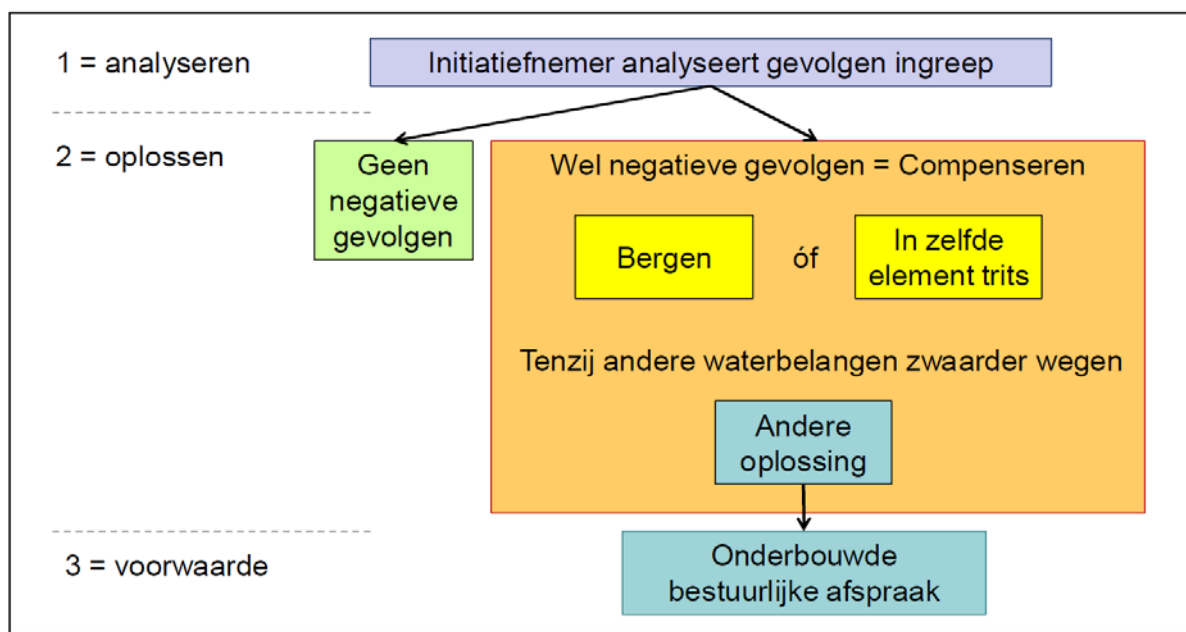 1 = analyseren
Initiatiefnemer analyseert gevolgen ingreep
2 = oplossen
Geen
negatieve
gevolgen
Wel negatieve gevolgen = Compenseren
Bergen
óf
In zelfde
element trits
Tenzij andere waterbelangen zwaarder wegen
Andere
oplossing
3 = voorwaarde
Onderbouwde
bestuurlijke afspraak